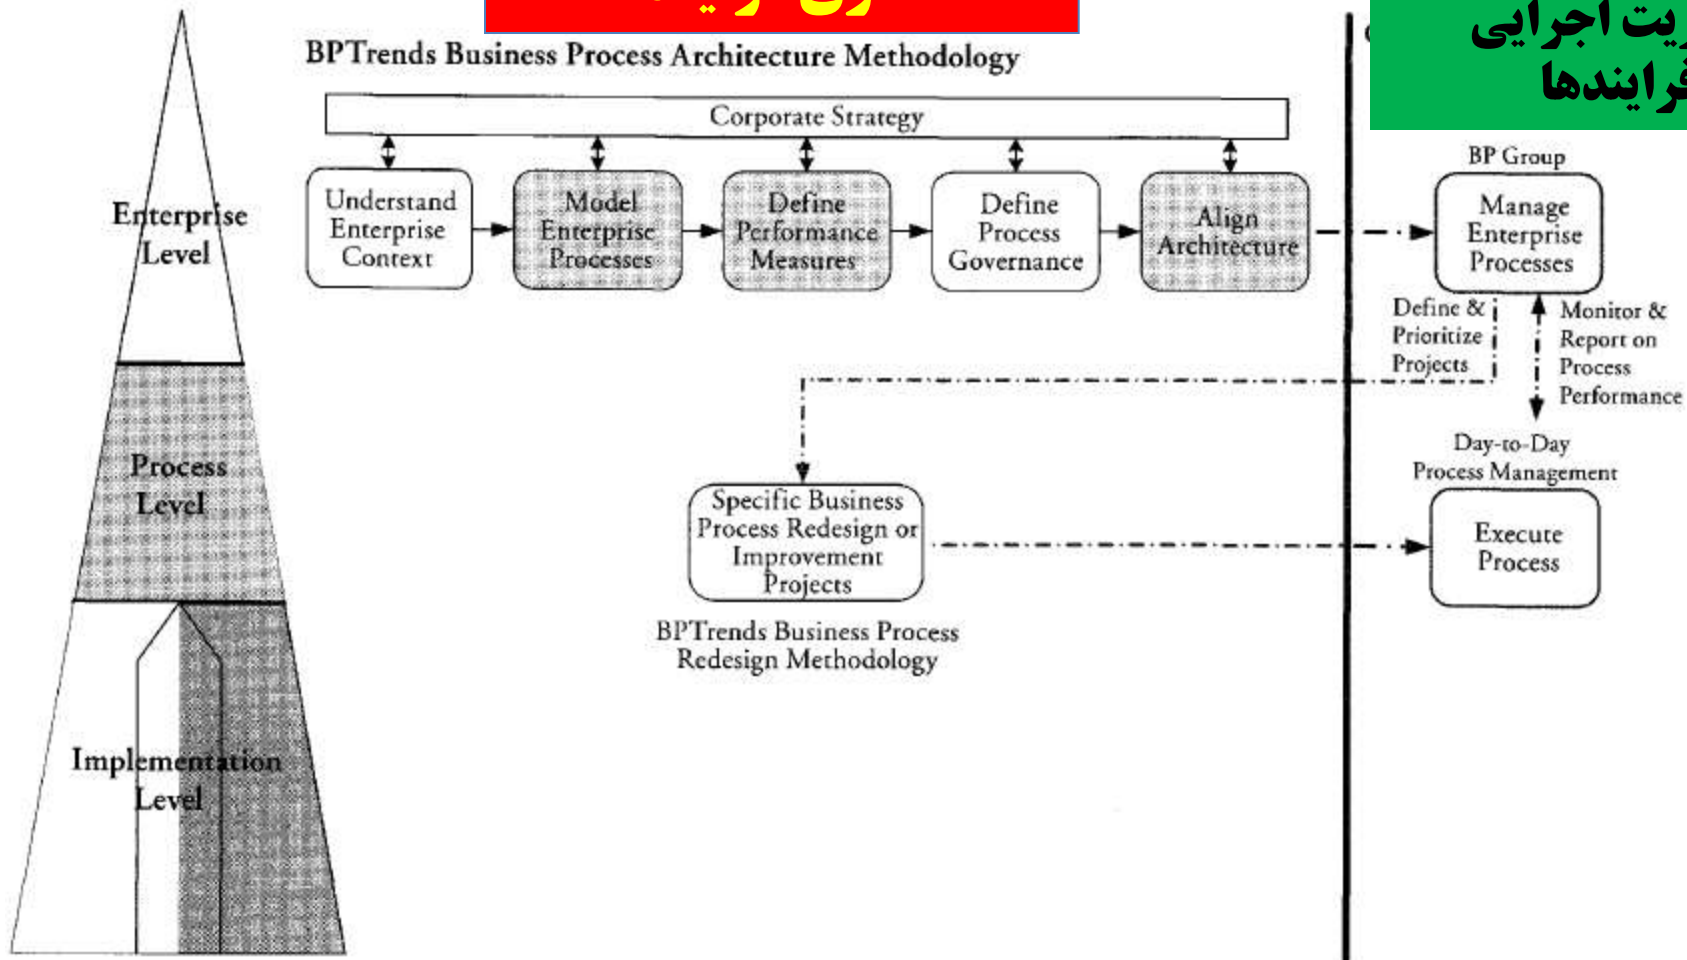 BPTrends Business Process Architecture Methodology
Corporate Strategy
Understand
Enterprise
Context
Model
Enterprise
Processes
Define
Performance
Measures
Define
Process
Governance
Align
Architecture
اجرایی
فرایندها
BP Group
Manage
Enterprise
Processes
Define &
Prioritize
Projects
Monitor &
Report on
Process
Performance
Day-to-Day
Process Management
Execute
Process
Specific Business
Process Redesign or
Improvement
Projects
BPTrends Business Process
Redesign Methodology
Enterprise
Level
Process
Level
Implementation
Level